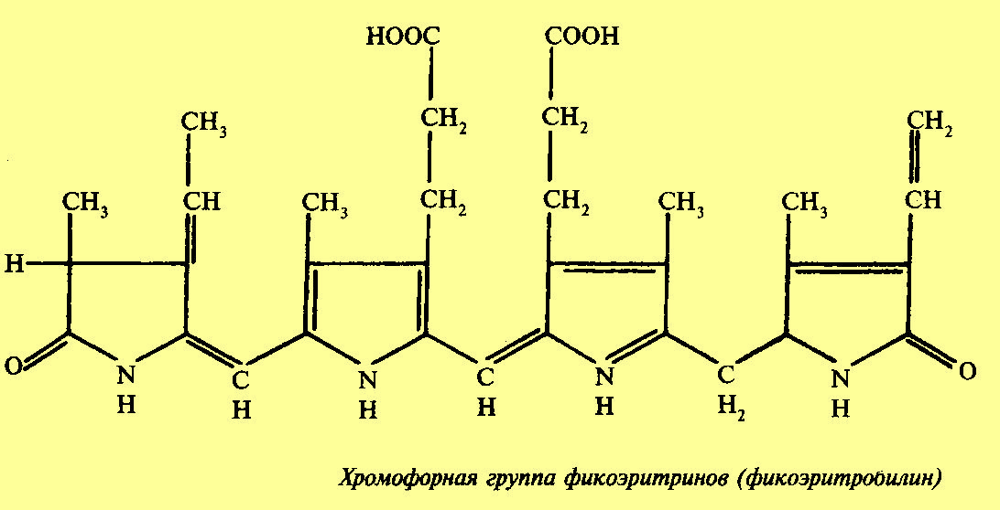 HOOC COOH
CH₃ CH₂ CH₂ CH₂
CH₃ CH CH₃ CH₂ CH₂ CH₃ CH₃ CH
H
O N C N C N C N O
H H H H H H₂ H
Хромофорная группа фикоэритринов (фикоэритробилин)